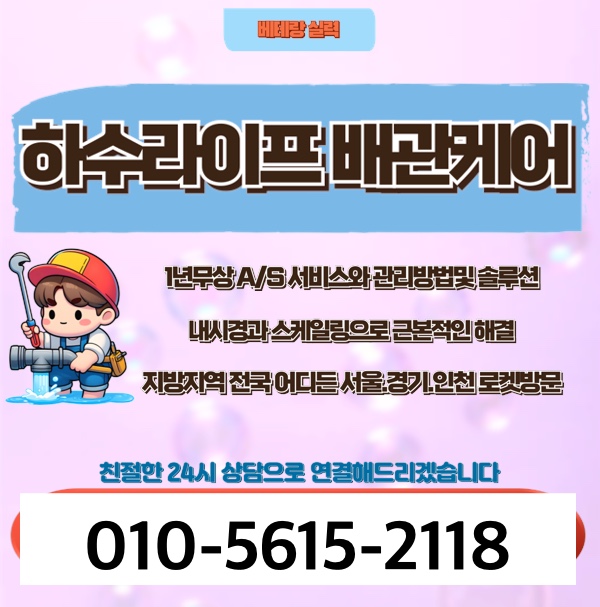 베테랑 실력
하수라이프 배관케어
1년무상 A/S 서비스와 관리방법및 솔루션
내시경과 스케일링으로 근본적인 해결
지방지역 전국 어디든 서울.경기.인천 로켓방문
친절한 24시 상담으로 연결해드리겠습니다
010-5615-2118